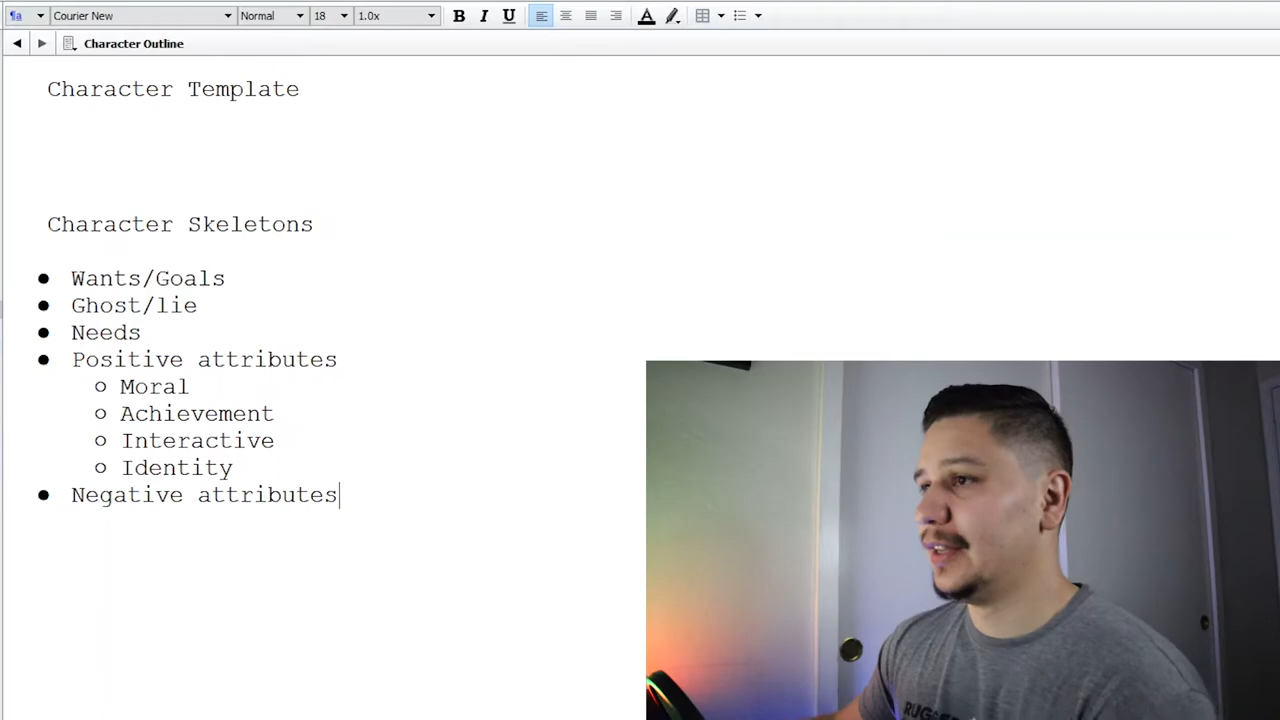 Courier New Normal 18 1.0x B I U A
Character Outline
Character Template
Character Skeletons
Wants/Goals
Ghost/lie
Needs
Positive attributes
Moral
Achievement
Interactive
Identity
Negative attributes